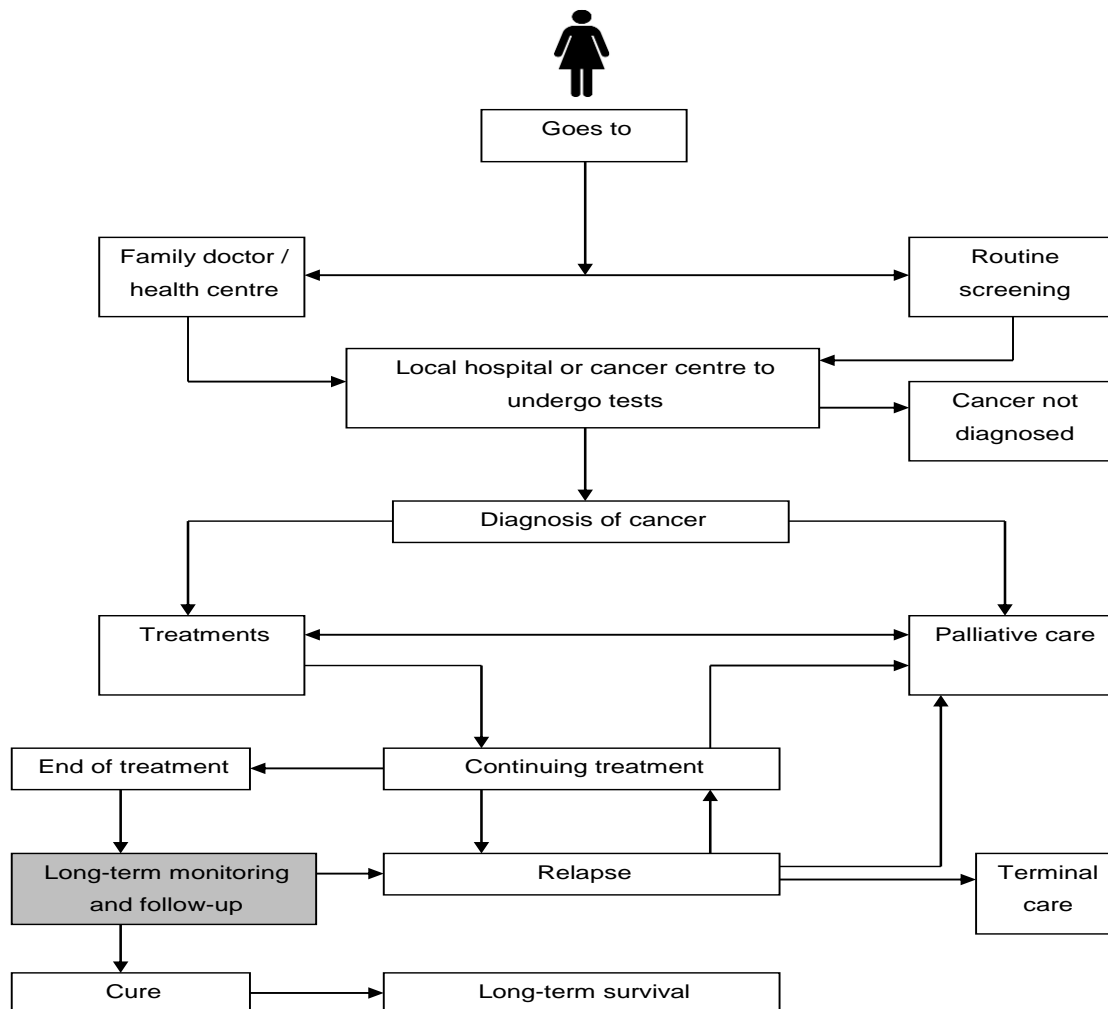 Goes to
Family doctor /
health centre
Routine
screening
Local hospital or cancer centre to
undergo tests
Cancer not
diagnosed
Diagnosis of cancer
Treatments
Palliative care
End of treatment
Continuing treatment
Long-term monitoring
and follow-up
Relapse
Terminal
care
Cure
Long-term survival